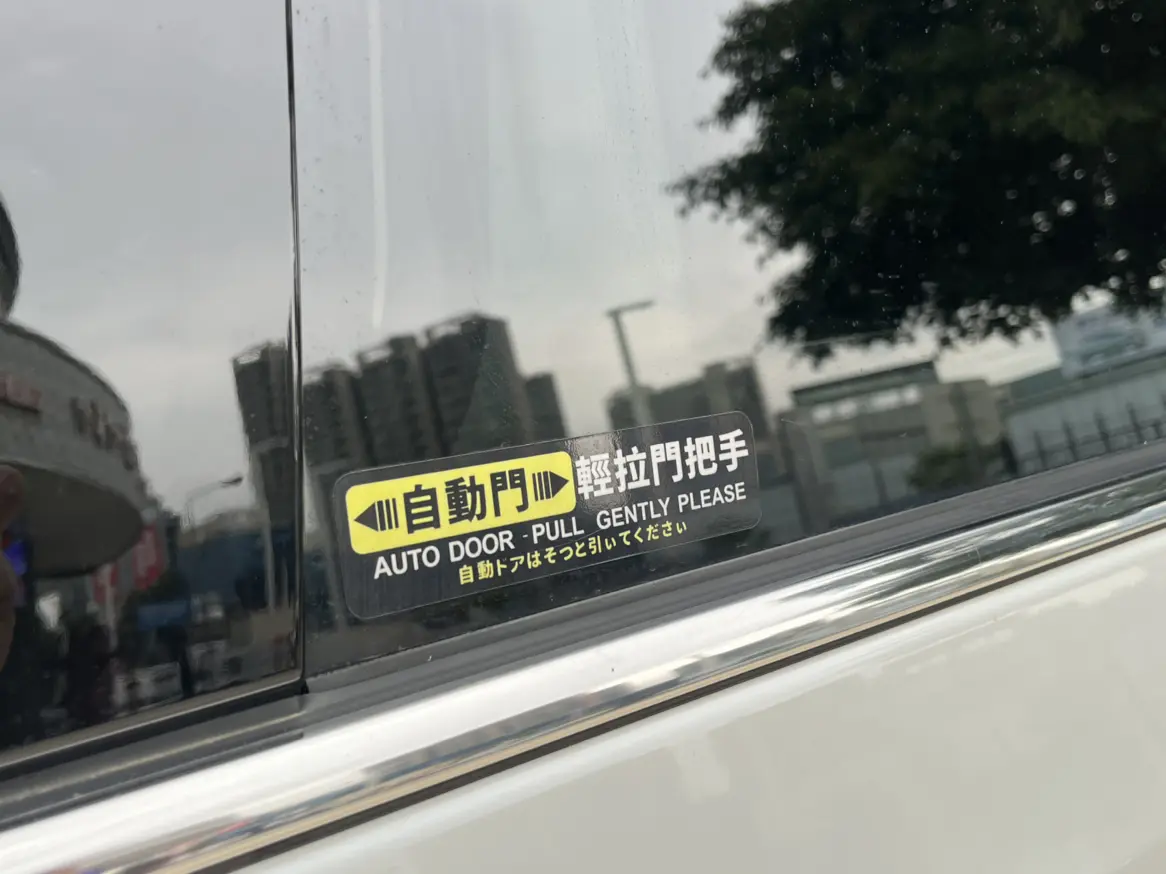 自動門 輕拉門把手
AUTO DOOR - PULL GENTLY PLEASE
自動ドアはそつと引いてください